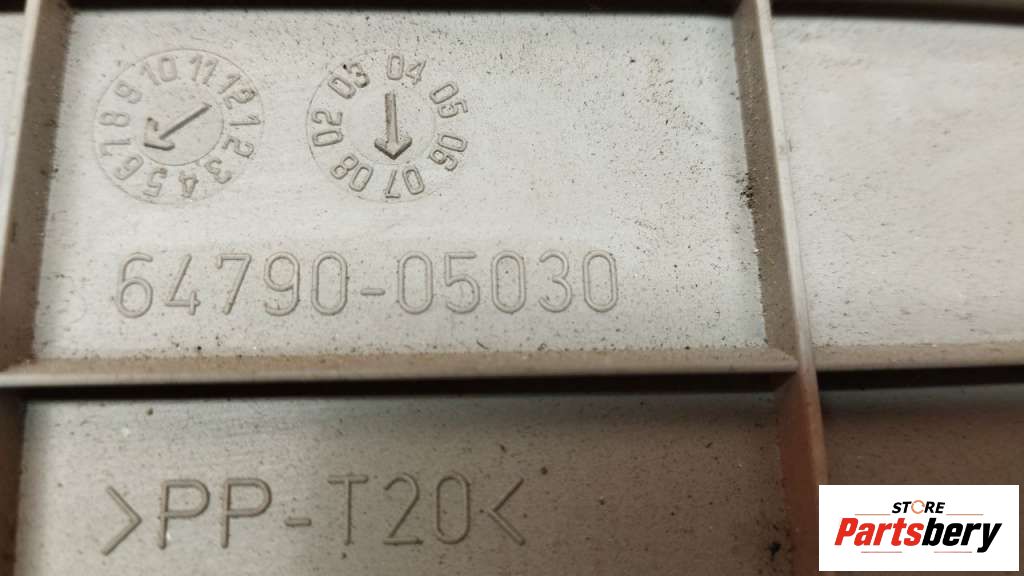 1 2 3 4 5 6 7 8 9 10 11 12
02 03 04 05 06 07 08
64790-05030
>PP-T20<
STORE
Partsbery